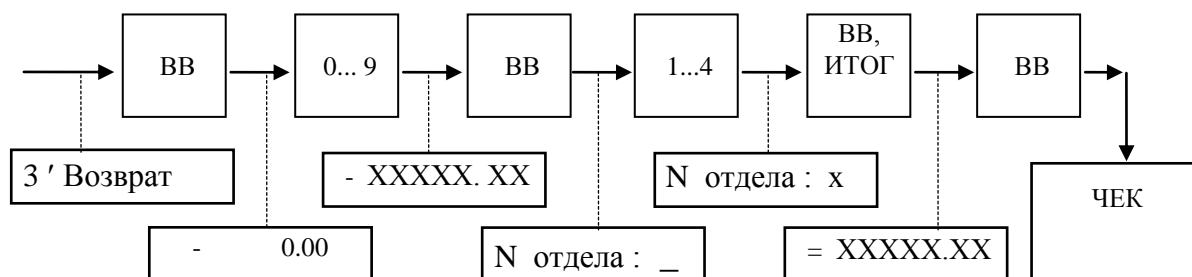 ВВ
0... 9
ВВ
1...4
ВВ,
ИТОГ
ВВ
3 ′ Возврат
- XXXXX. XX
N отдела : x
ЧЕК
- 0.00
N отдела : _
= XXXXX.XX